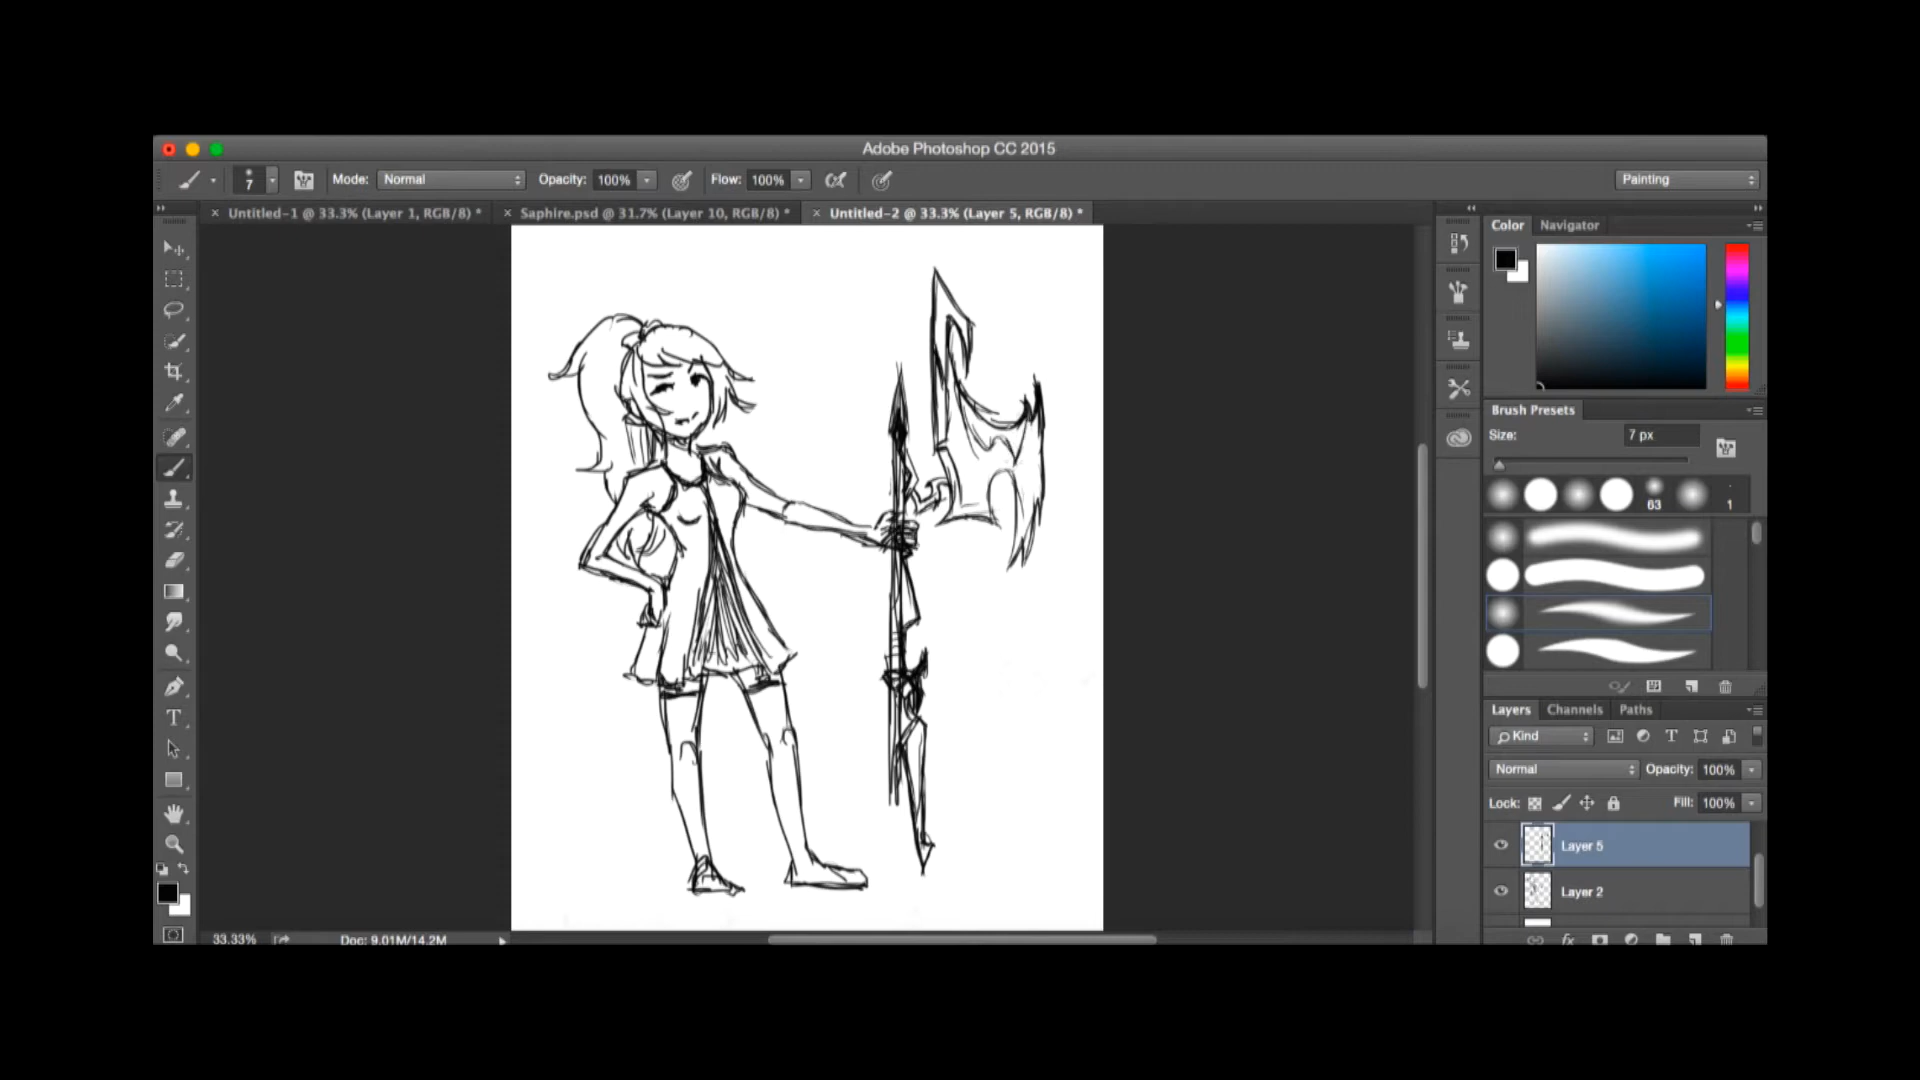 Adobe Photoshop CC 2015
7 Mode: Normal Opacity: 100% Flow: 100% Painting
Untitled-1 @ 33.3% (Layer 1, RGB/8) * Saphire.psd @ 31.7% (Layer 10, RGB/8) * Untitled-2 @ 33.3% (Layer 5, RGB/8) *
Color Navigator
Brush Presets
Size: 7 px
63 1
Layers Channels Paths
Kind
Normal Opacity: 100%
Lock: Fill: 100%
Layer 5
Layer 2
33.33% Doc: 9.01M/14.2M